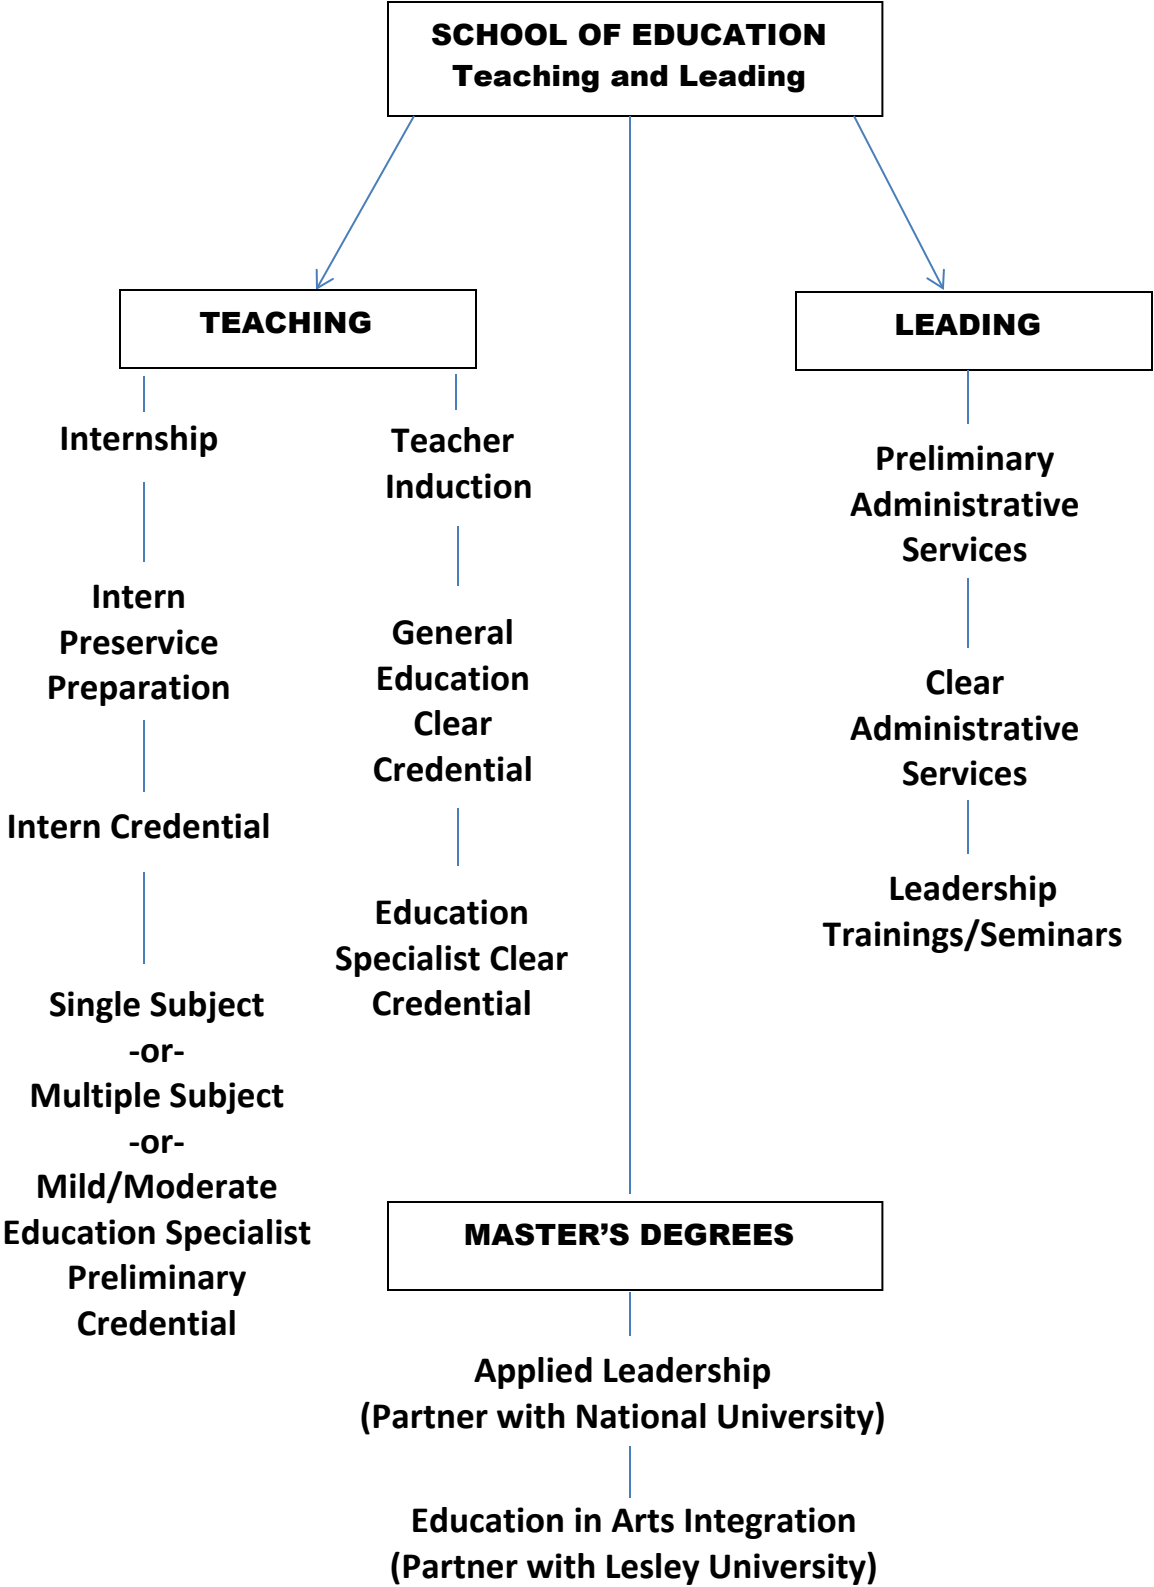 SCHOOL OF EDUCATION
Teaching and Leading
TEACHING
Internship
Intern
Preservice
Preparation
Intern Credential
Single Subject
-or-
Multiple Subject
-or-
Mild/Moderate
Education Specialist
Preliminary
Credential
Teacher
Induction
General
Education
Clear
Credential
Education
Specialist Clear
Credential
LEADING
Preliminary
Administrative
Services
Clear
Administrative
Services
Leadership
Trainings/Seminars
MASTER’S DEGREES
Applied Leadership
(Partner with National University)
Education in Arts Integration
(Partner with Lesley University)